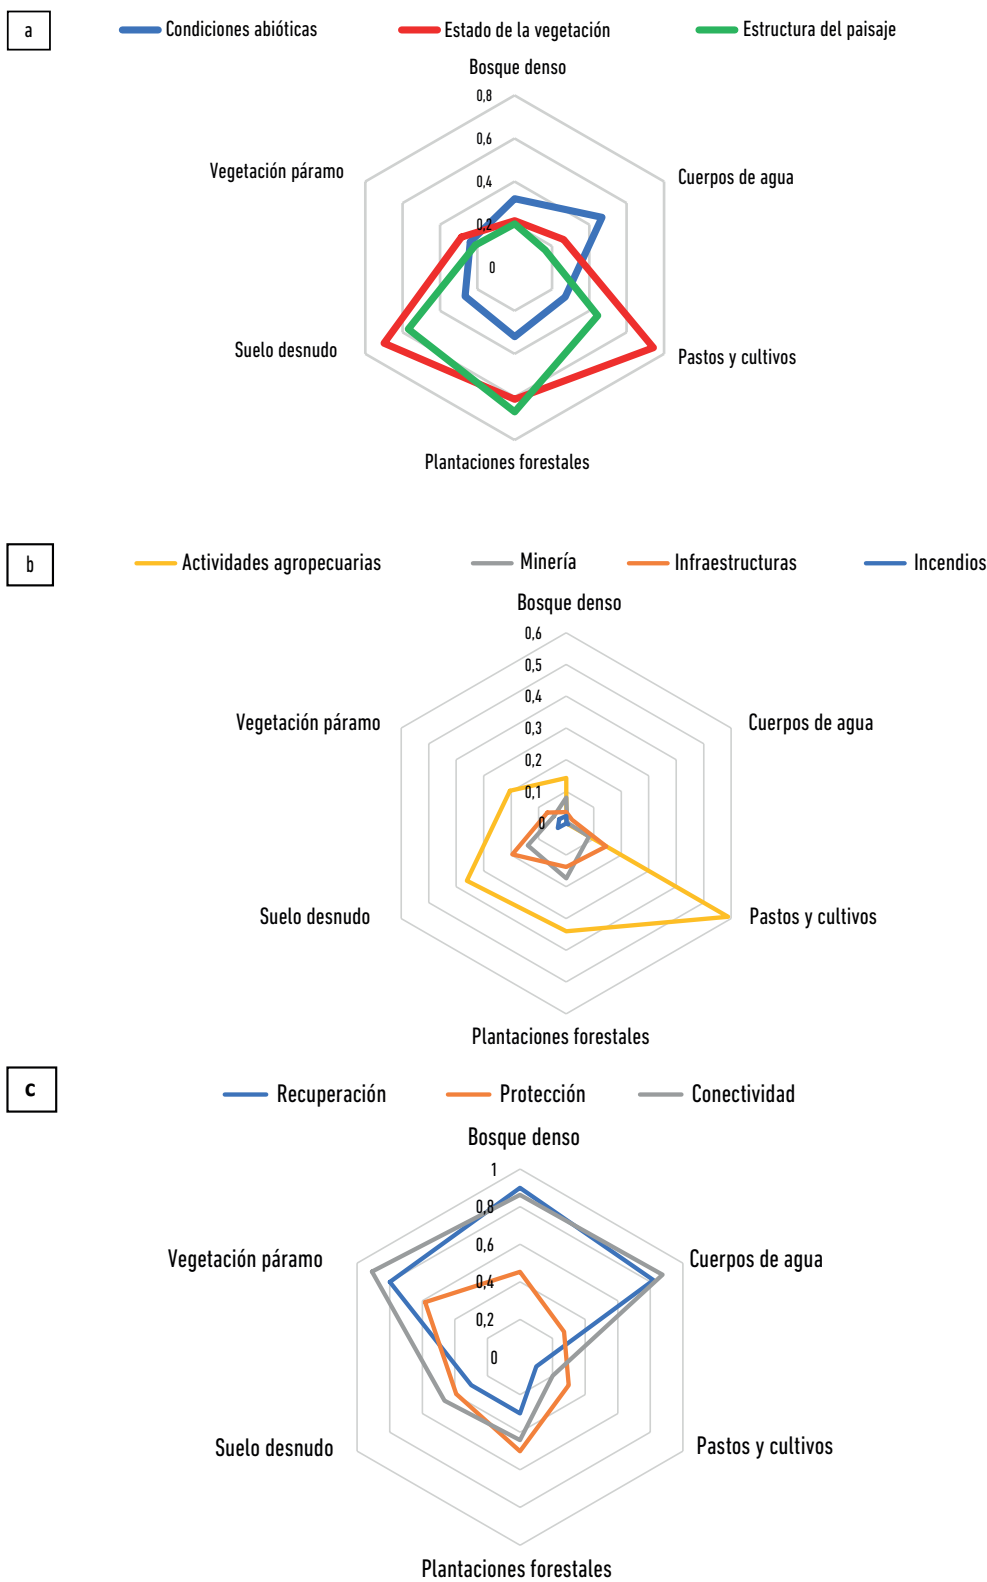 a
Condiciones abióticas
Estado de la vegetación
Estructura del paisaje
Bosque denso
0,8
0,6
0,4
0,2
0
Vegetación páramo
Cuerpos de agua
Suelo desnudo
Pastos y cultivos
Plantaciones forestales
b
Actividades agropecuarias
Minería
Infraestructuras
Incendios
Bosque denso
0,6
0,5
0,4
0,3
0,2
0,1
0
Vegetación páramo
Cuerpos de agua
Suelo desnudo
Pastos y cultivos
Plantaciones forestales
c
Recuperación
Protección
Conectividad
Bosque denso
1
0,8
0,6
0,4
0,2
0
Vegetación páramo
Cuerpos de agua
Suelo desnudo
Pastos y cultivos
Plantaciones forestales